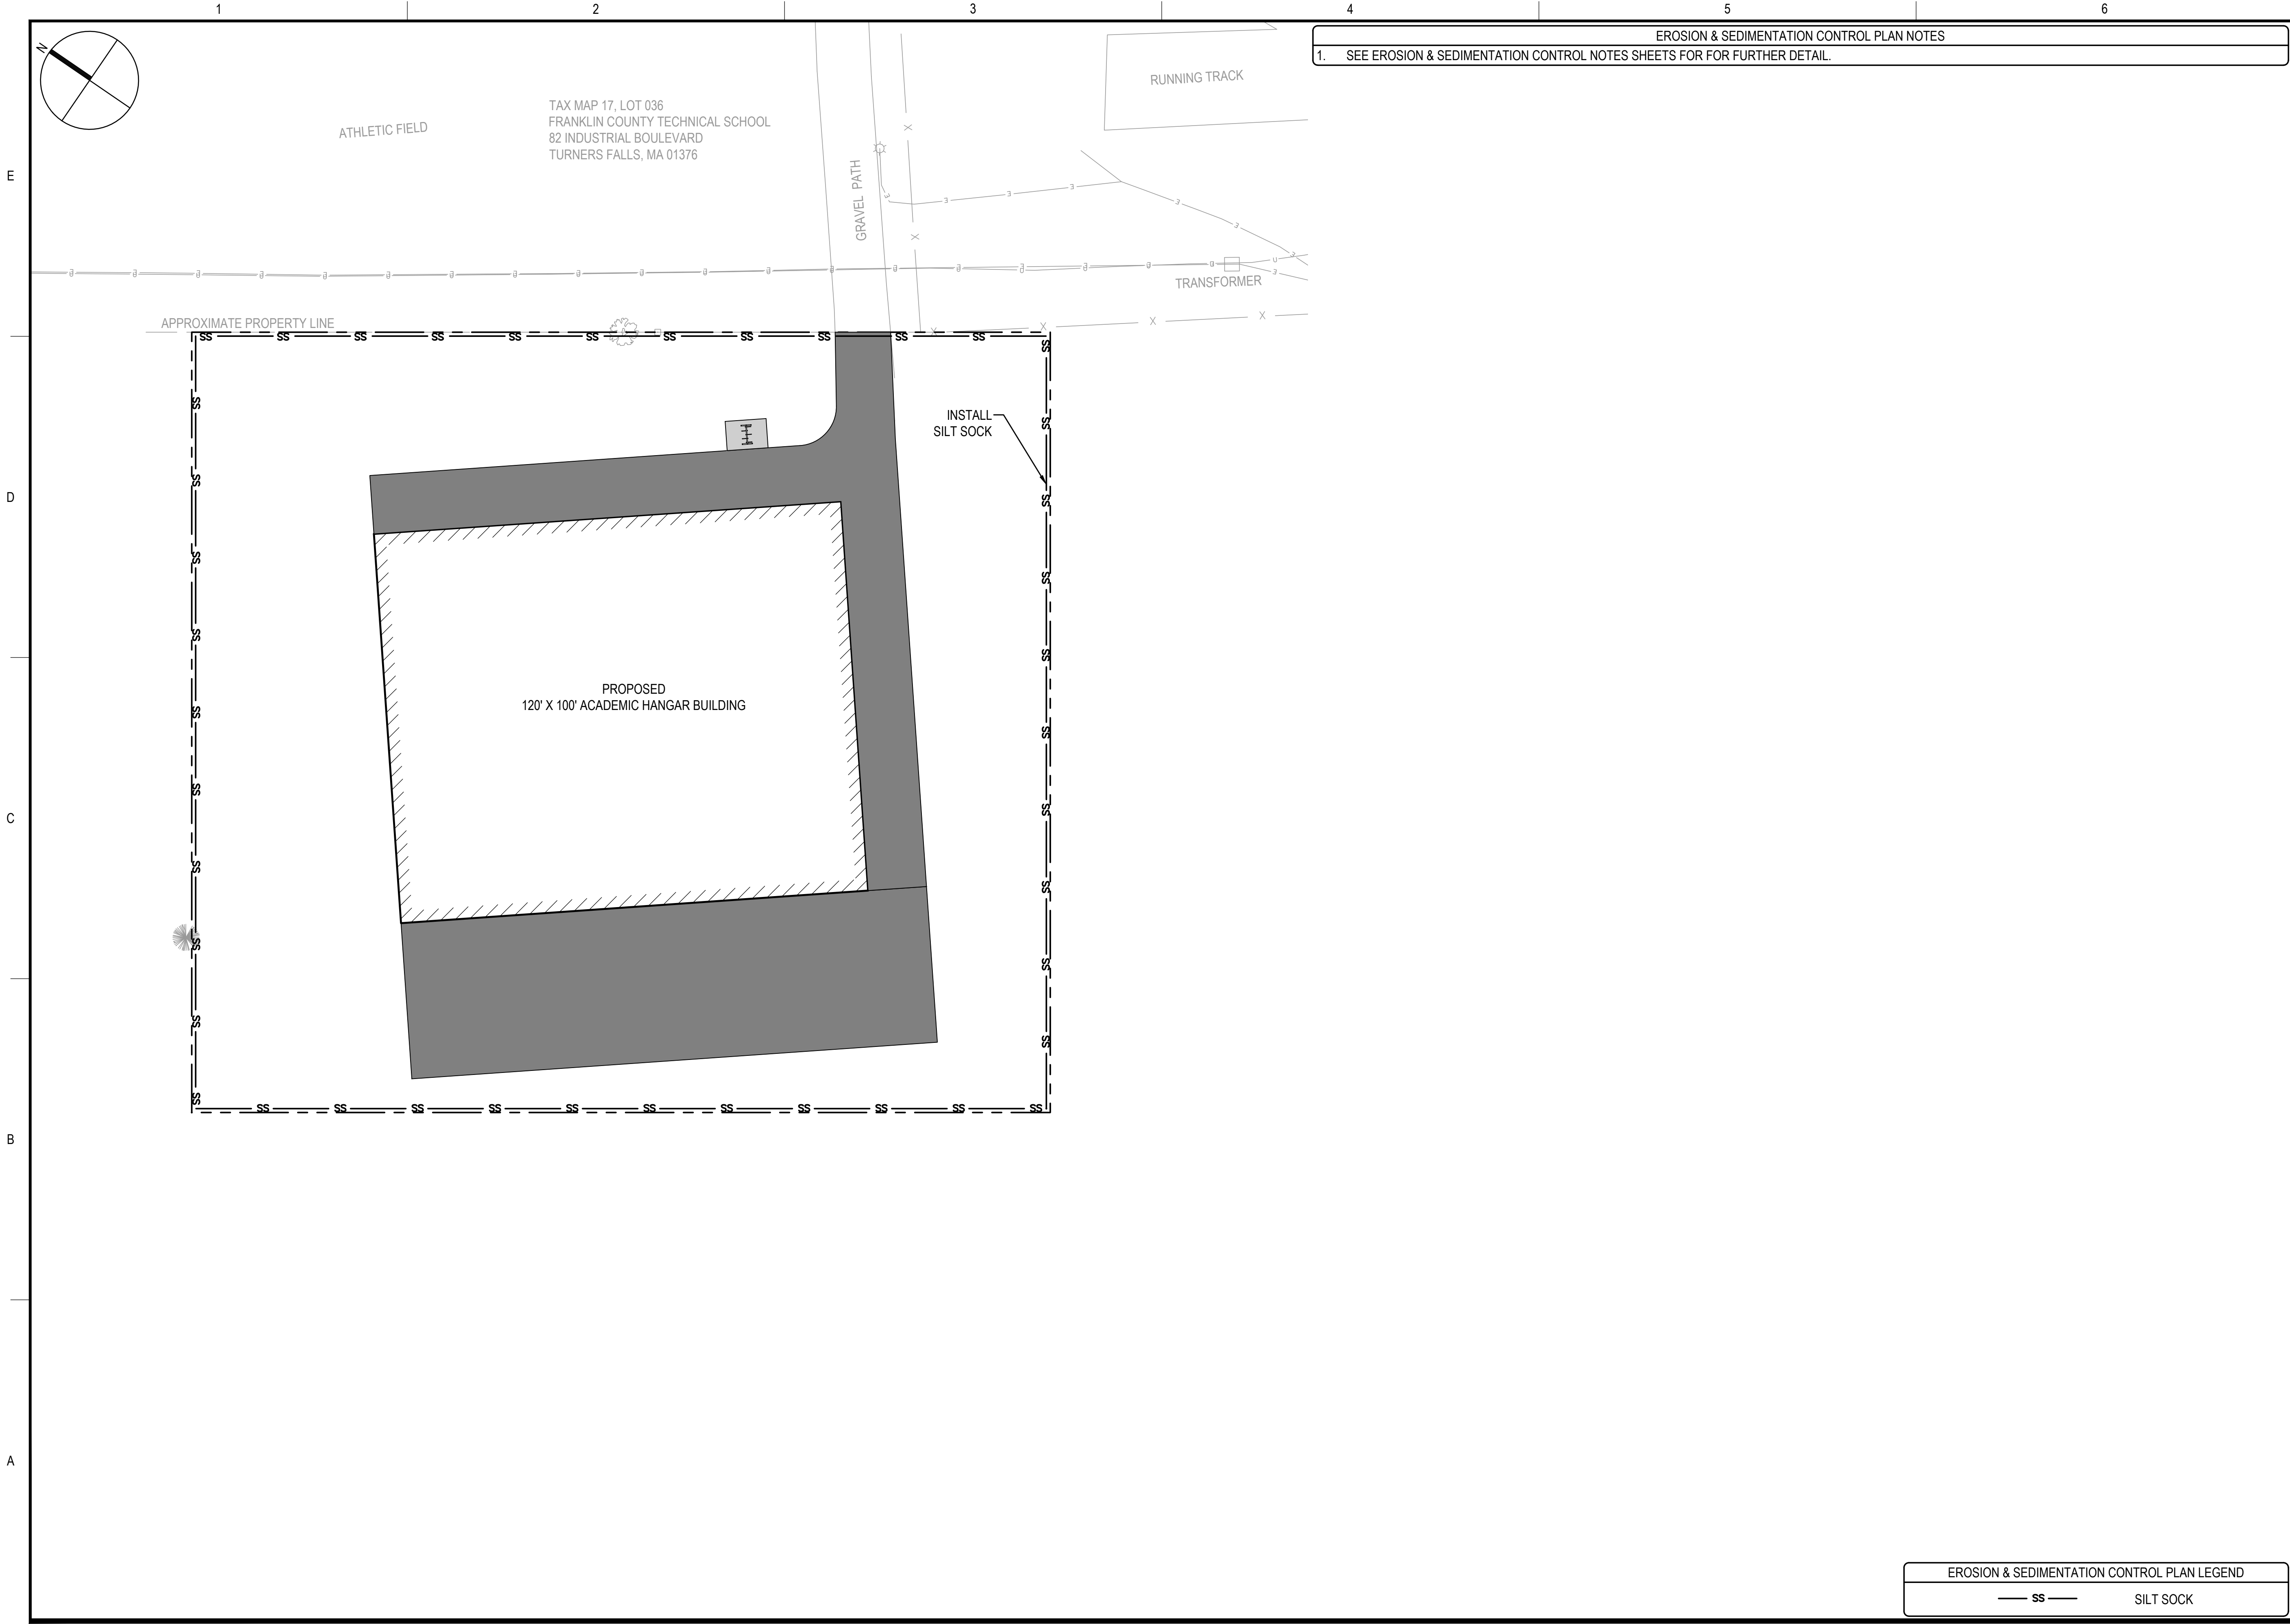 1
2
3
4
5
6
N
EROSION & SEDIMENTATION CONTROL PLAN NOTES
1. SEE EROSION & SEDIMENTATION CONTROL NOTES SHEETS FOR FOR FURTHER DETAIL.
RUNNING TRACK
ATHLETIC FIELD
TAX MAP 17, LOT 036
FRANKLIN COUNTY TECHNICAL SCHOOL
82 INDUSTRIAL BOULEVARD
TURNERS FALLS, MA 01376
GRAVEL PATH
E
TRANSFORMER
APPROXIMATE PROPERTY LINE
INSTALL
SILT SOCK
D
PROPOSED
120' X 100' ACADEMIC HANGAR BUILDING
C
B
A
EROSION & SEDIMENTATION CONTROL PLAN LEGEND
SS SILT SOCK